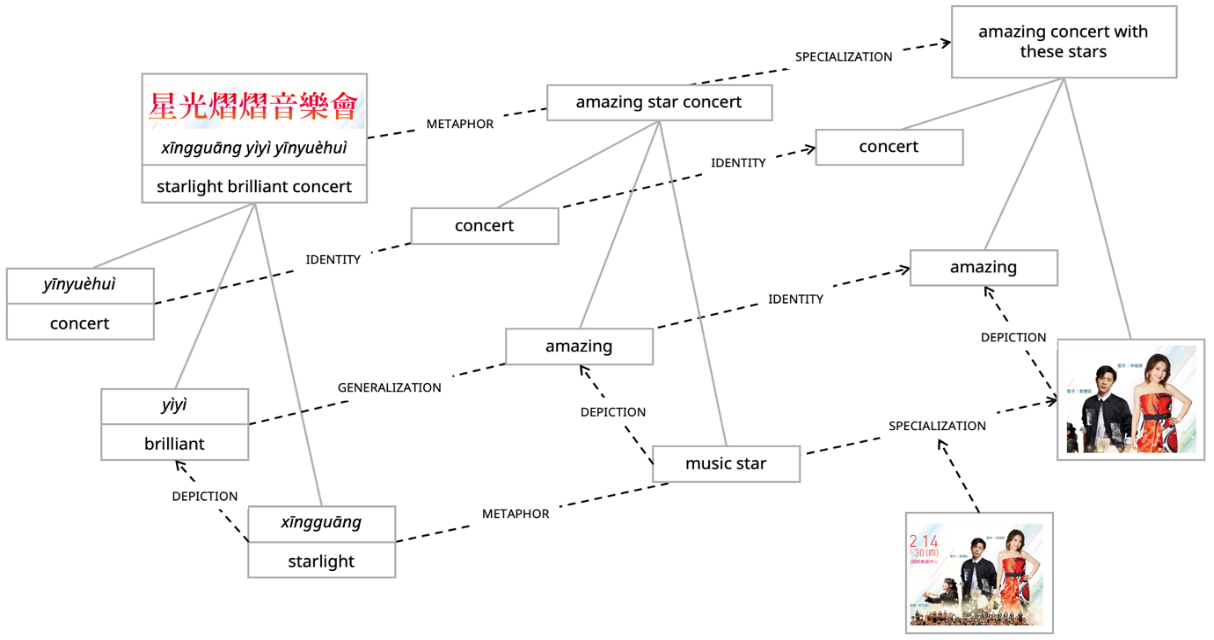 amazing concert with
these stars
SPECIALIZATION
星光熠熠音樂會
xīngguāng yìyì yīnyuèhuì
starlight brilliant concert
METAPHOR
amazing star concert
concert
IDENTITY
concert
IDENTITY
yīnyuèhuì
concert
amazing
IDENTITY
amazing
DEPICTION
GENERALIZATION
yìyì
brilliant
DEPICTION
SPECIALIZATION
music star
DEPICTION
METAPHOR
xīngguāng
starlight
2 14